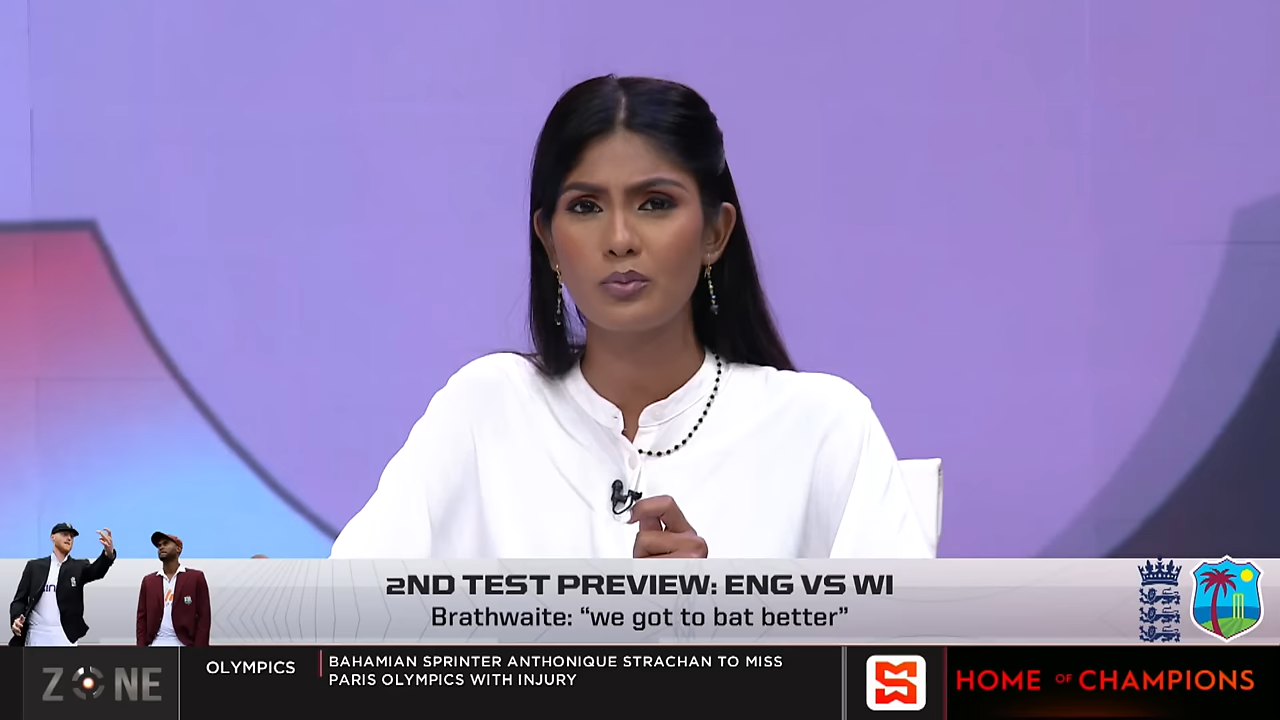 2ND TEST PREVIEW: ENG VS WI
Brathwaite: “we got to bat better”
ZONE
OLYMPICS
BAHAMIAN SPRINTER ANTHONIQUE STRACHAN TO MISS
PARIS OLYMPICS WITH INJURY
HOME OF CHAMPIONS